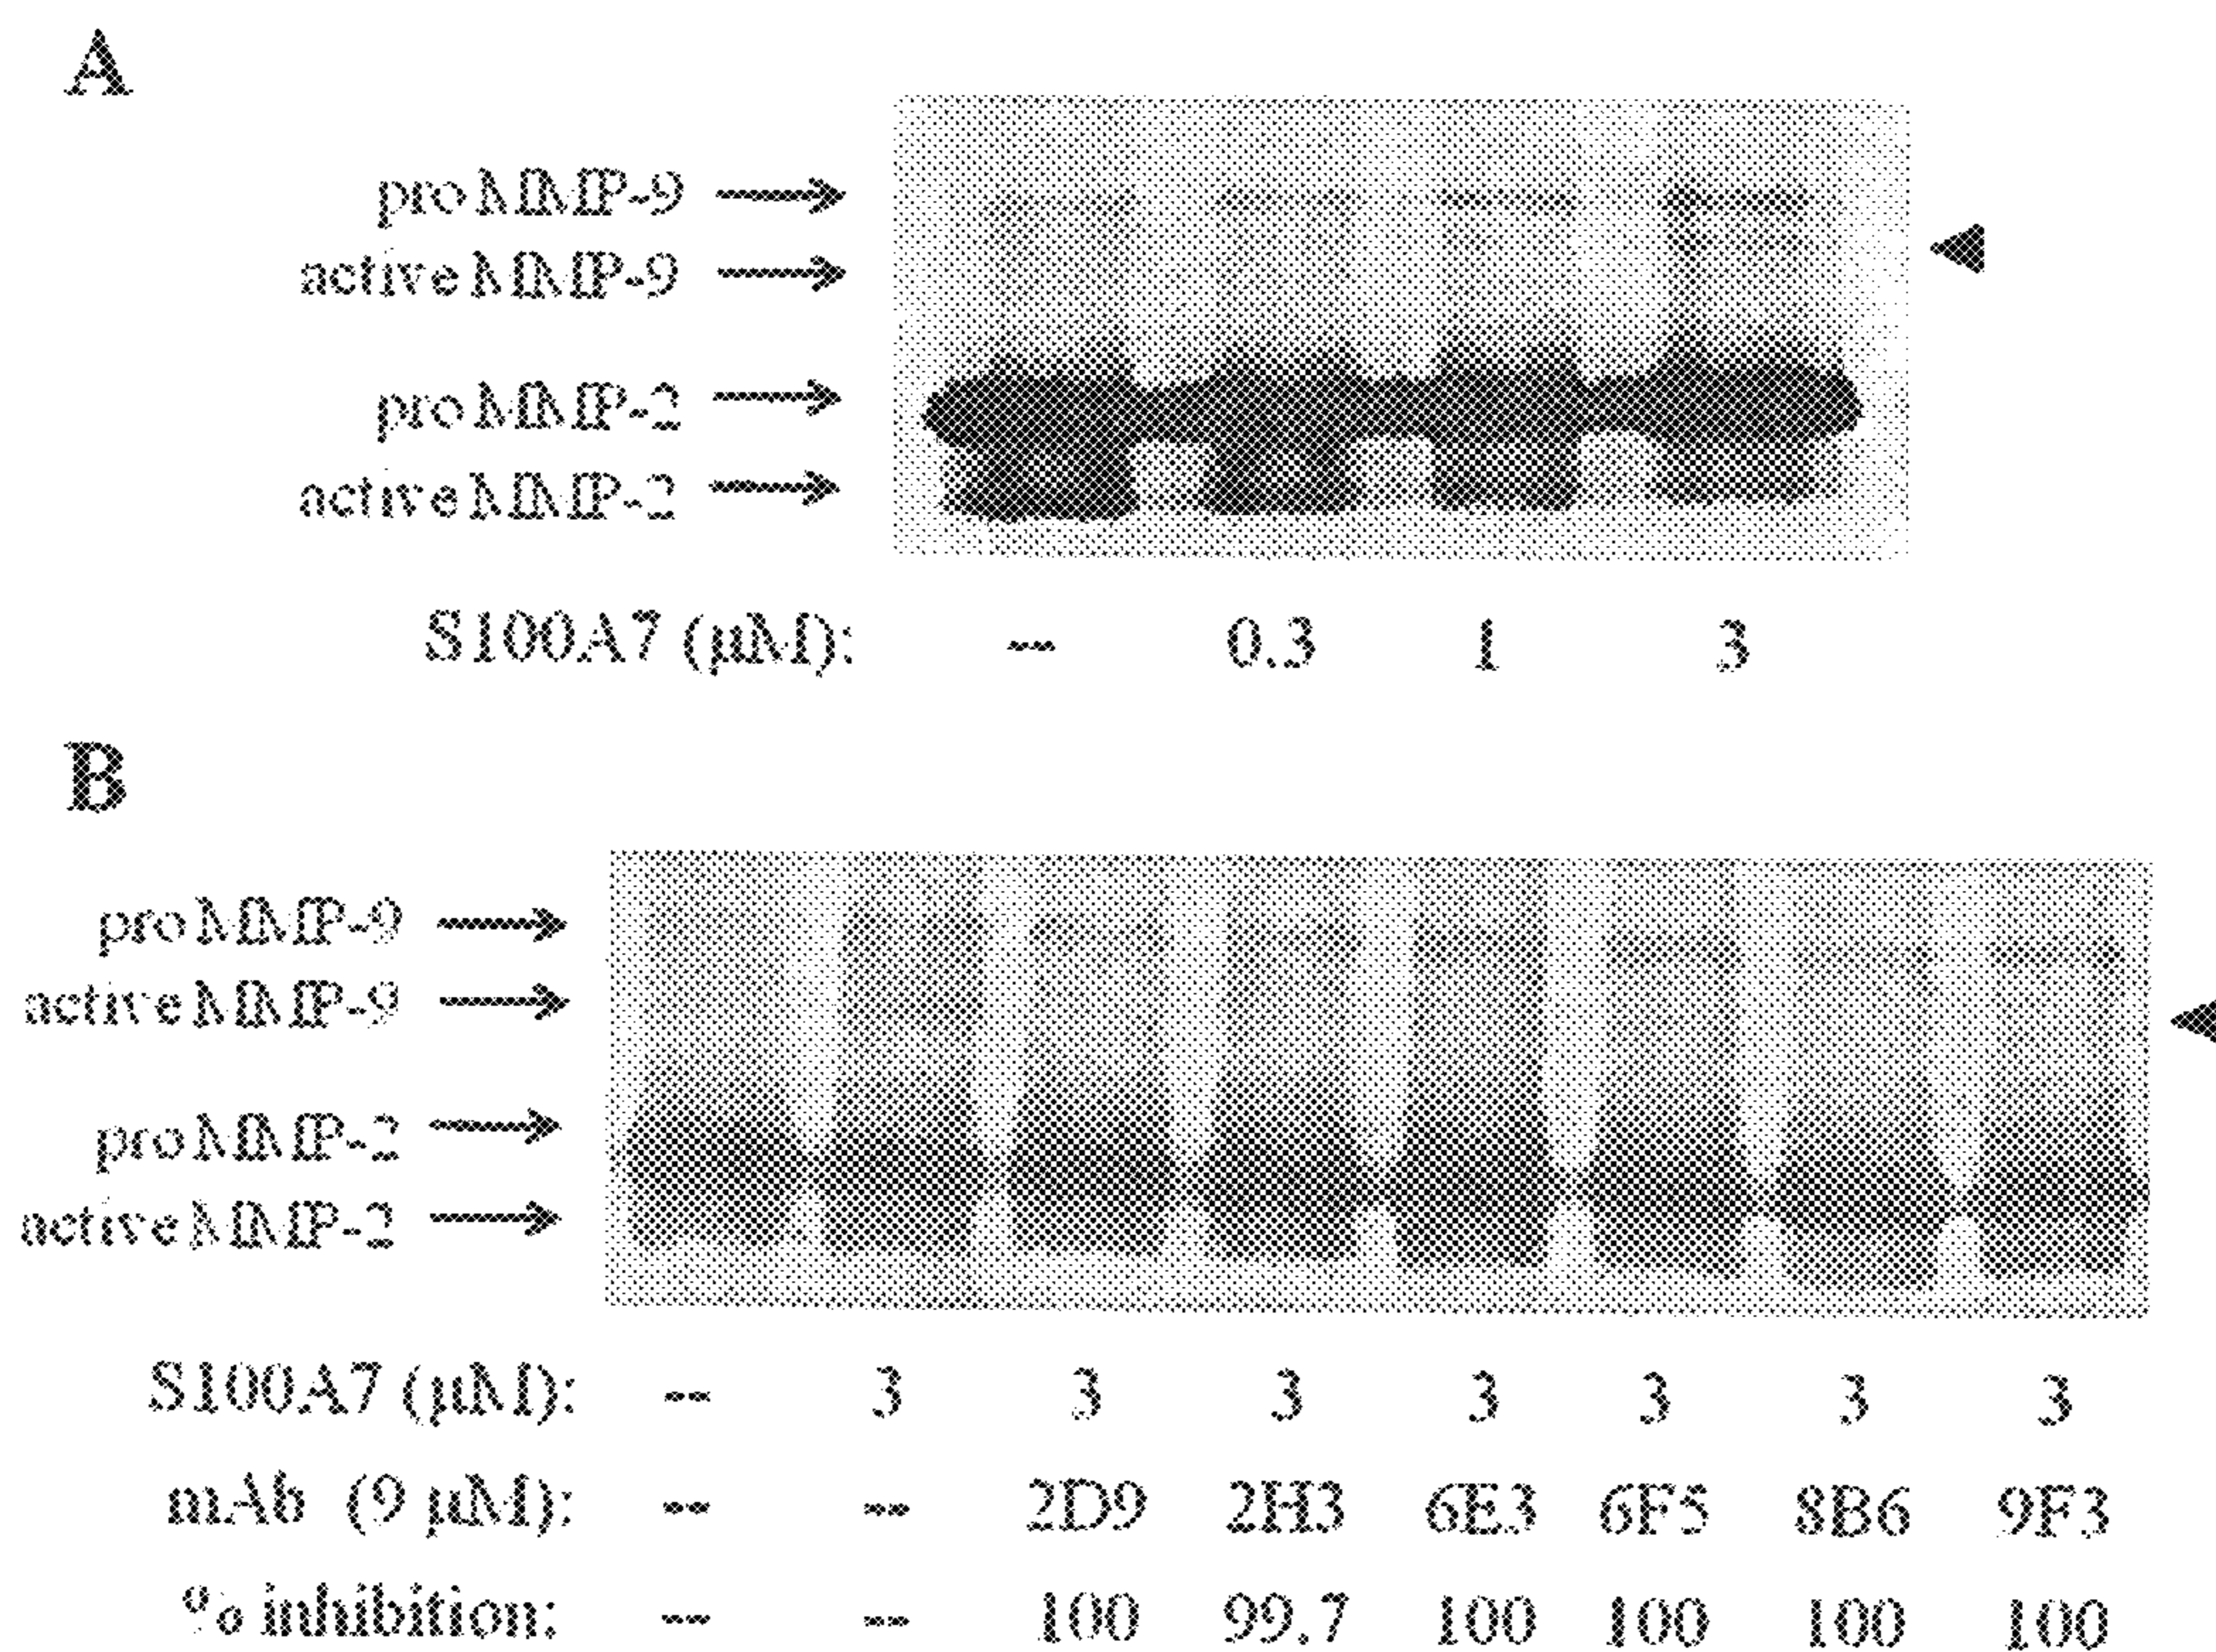 A
pro MMP-9
active MMP-9
pro MMP-2
active MMP-2
S100A7 (µM): -- 0.3 1 3
B
pro MMP-9
active MMP-9
pro MMP-2
active MMP-2
S100A7 (µM): -- 3 3 3 3 3 3 3
mAb (9 µM): -- -- 2D9 2H3 6E3 6F5 8B6 9F3
% inhibition: -- -- 100 99.7 100 100 100 100